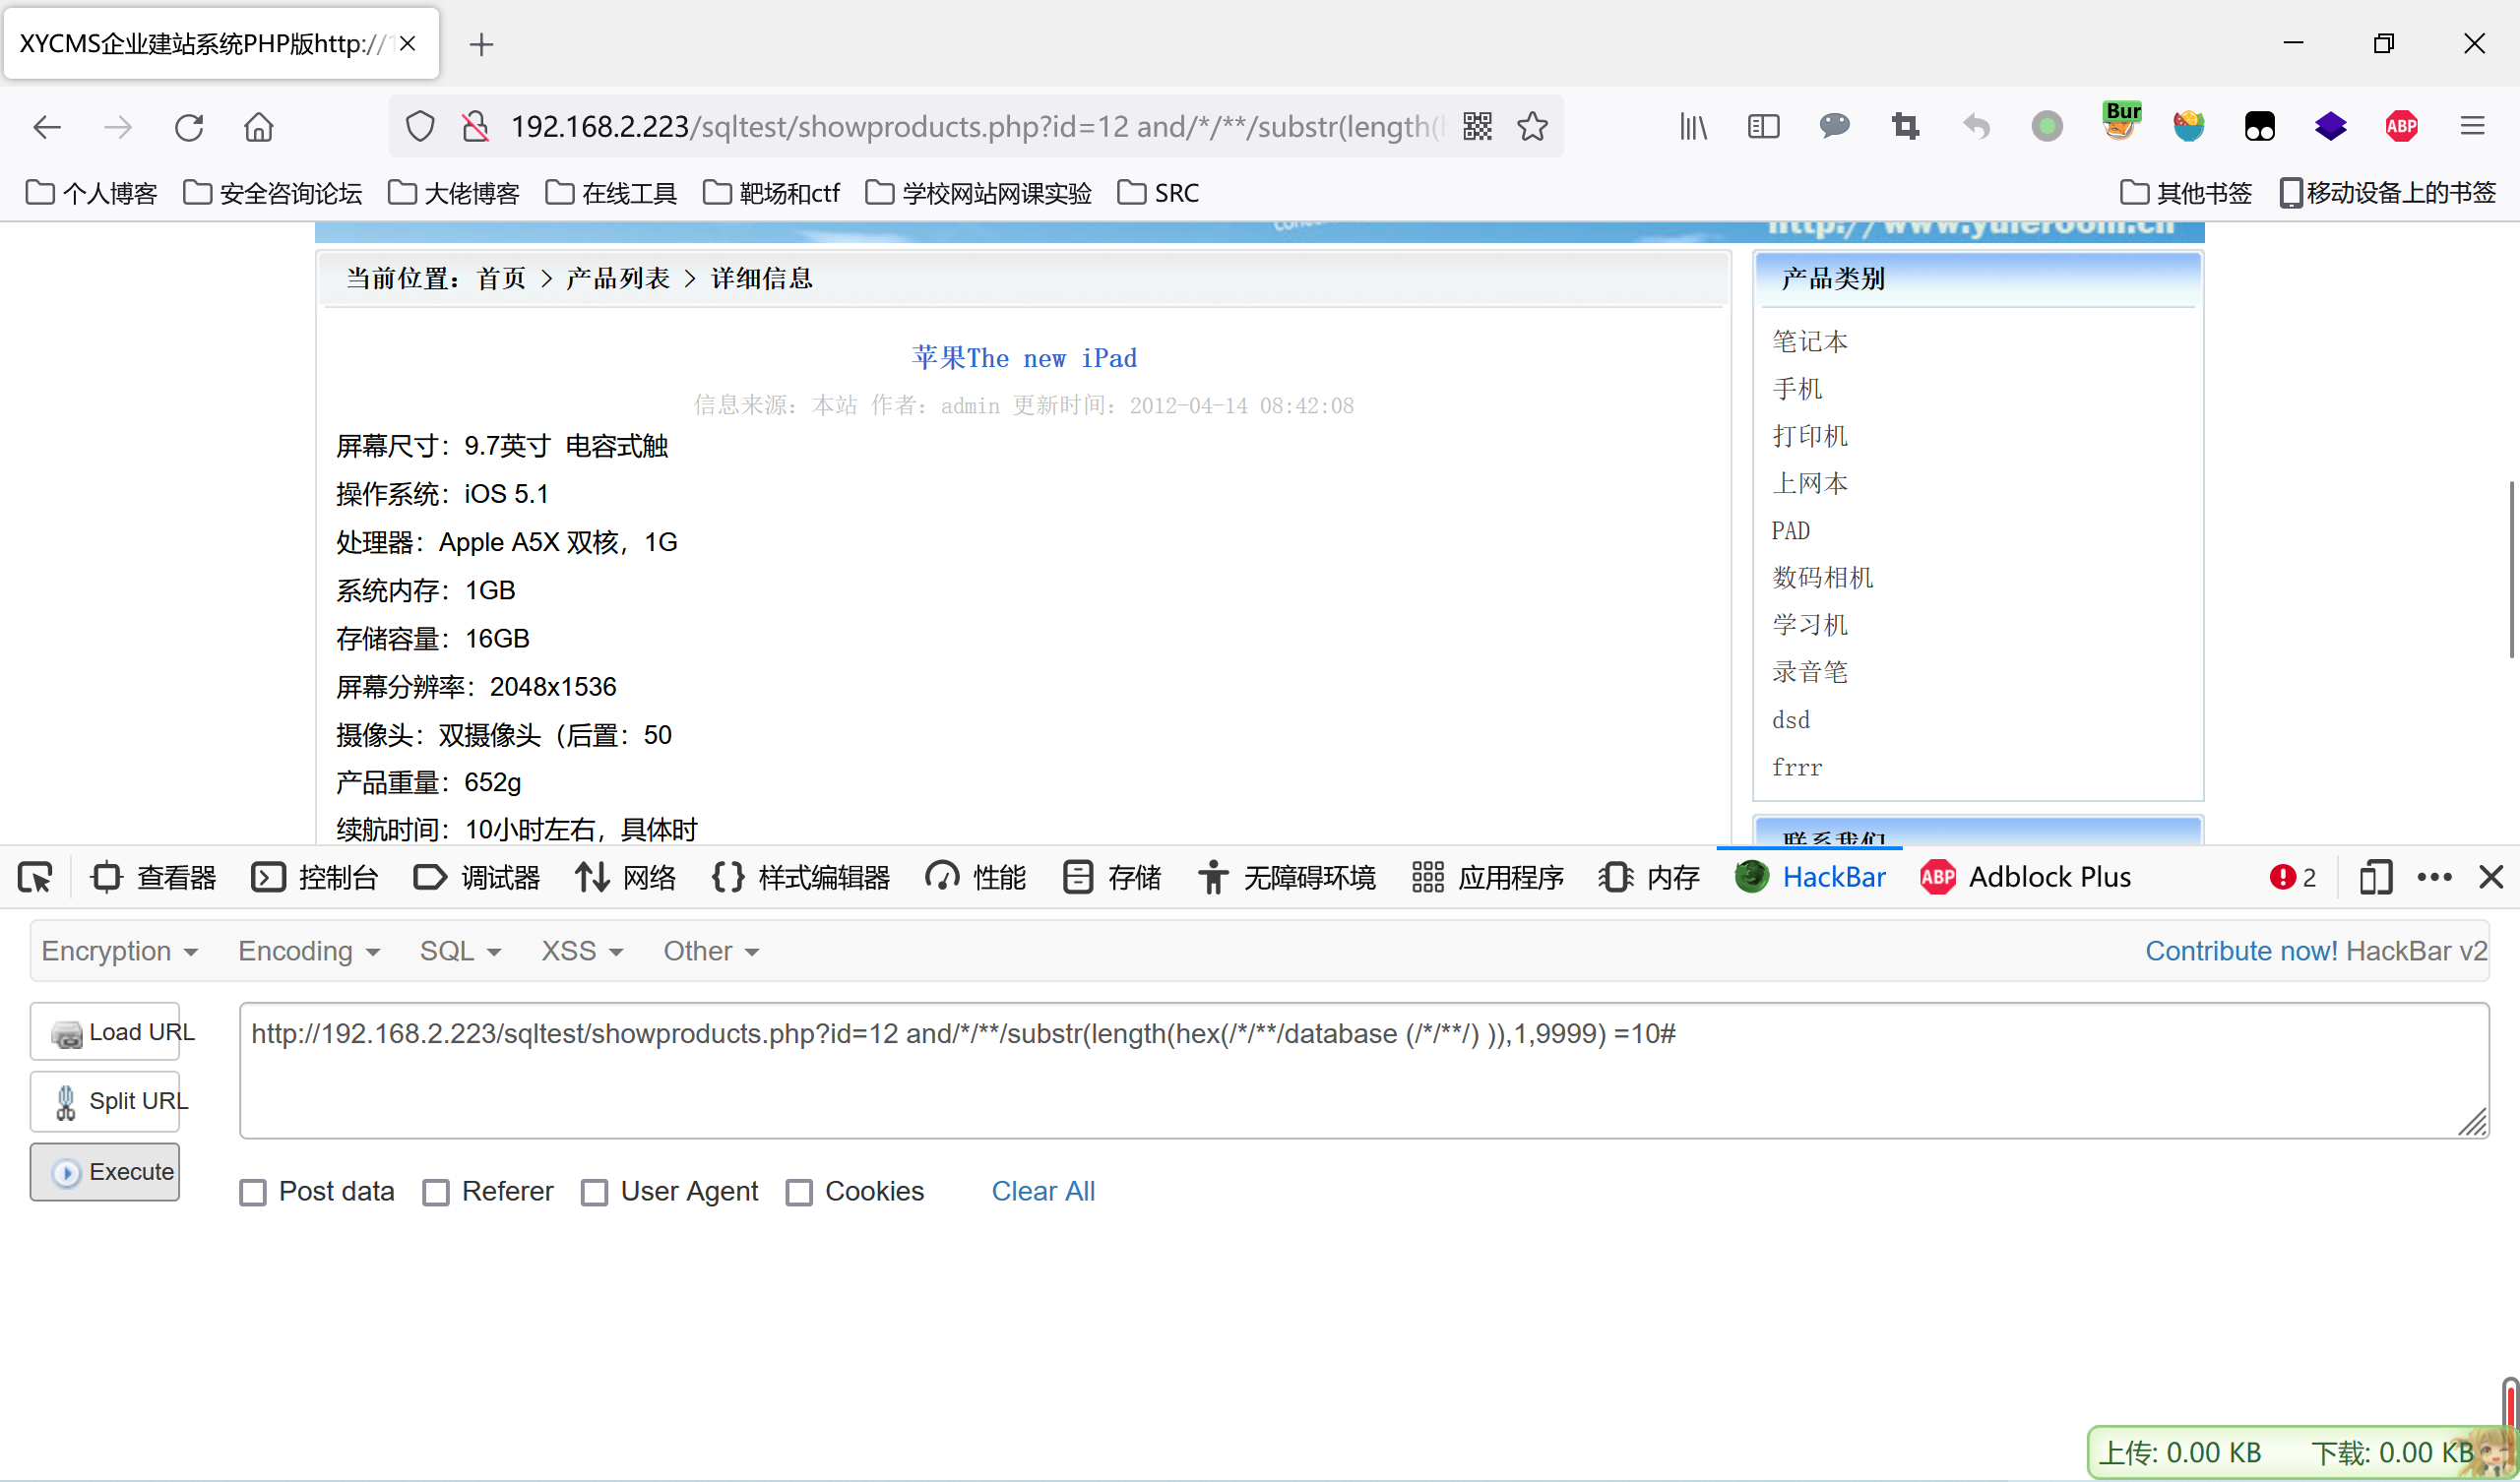 XYCMS企业建站系统PHP版http://1
192.168.2.223/sqltest/showproducts.php?id=12 and/*/**/substr(length(h
Bur
ABP
个人博客 安全咨询论坛 大佬博客 在线工具 靶场和ctf 学校网站网课实验 SRC 其他书签 移动设备上的书签
http://www.yuleroom.cn
当前位置：首页 > 产品列表 > 详细信息
苹果The new iPad
信息来源：本站 作者：admin 更新时间：2012-04-14 08:42:08
屏幕尺寸：9.7英寸 电容式触
操作系统：iOS 5.1
处理器：Apple A5X 双核，1G
系统内存：1GB
存储容量：16GB
屏幕分辨率：2048x1536
摄像头：双摄像头（后置：50
产品重量：652g
续航时间：10小时左右，具体时
产品类别
笔记本
手机
打印机
上网本
PAD
数码相机
学习机
录音笔
dsd
frrr
联系我们
查看器 控制台 调试器 网络 样式编辑器 性能 存储 无障碍环境 应用程序 内存 HackBar ABP Adblock Plus 2
Encryption Encoding SQL XSS Other Contribute now! HackBar v2
Load URL
Split URL
Execute
http://192.168.2.223/sqltest/showproducts.php?id=12 and/*/**/substr(length(hex(/*/**/database (/*/**/) )),1,9999) =10#
Post data Referer User Agent Cookies Clear All
上传: 0.00 KB 下载: 0.00 KB